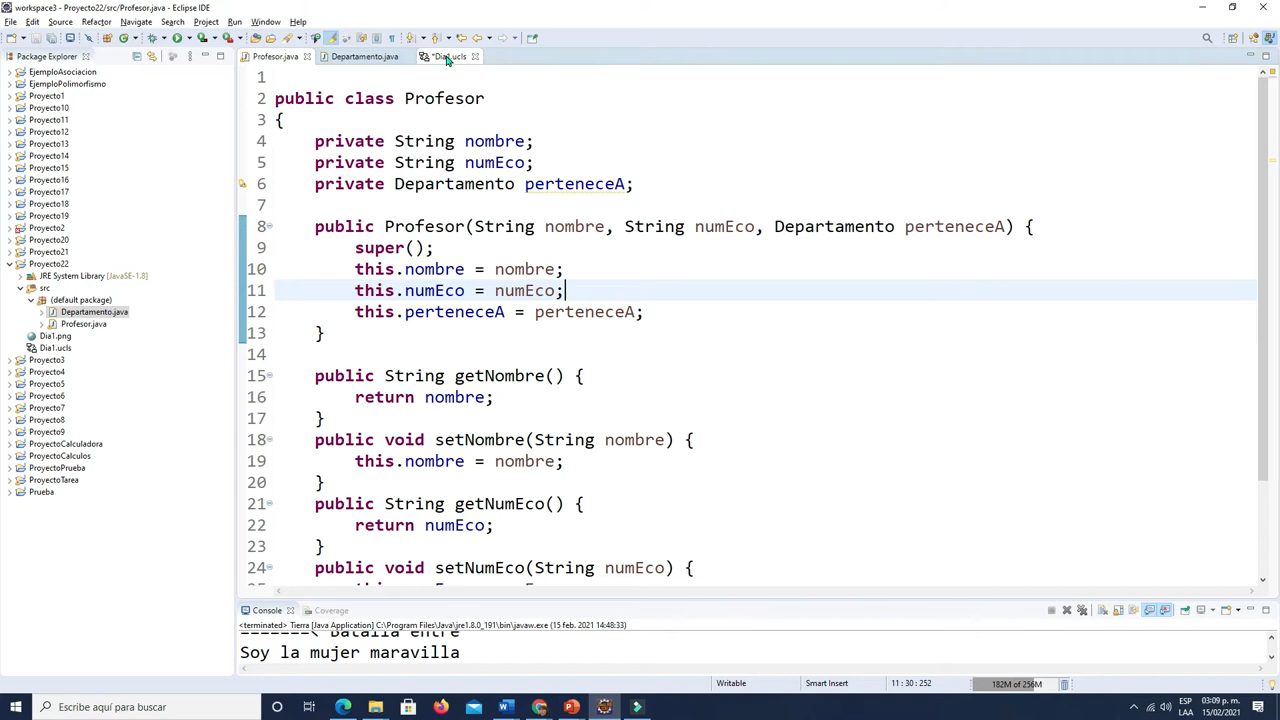 workspace3 - Proyecto22/src/Profesor.java - Eclipse IDE
File Edit Source Refactor Navigate Search Project Run Window Help
Package Explorer
Profesor.java
Departamento.java
*Dia1.ucls
EjemploAsociacion
EjemploPolimorfismo
Proyecto1
Proyecto10
Proyecto11
Proyecto12
Proyecto13
Proyecto14
Proyecto15
Proyecto16
Proyecto17
Proyecto18
Proyecto19
Proyecto2
Proyecto20
Proyecto21
Proyecto22
JRE System Library [JavaSE-1.8]
src
(default package)
Departamento.java
Profesor.java
Dia1.png
Dia1.ucls
Proyecto3
Proyecto4
Proyecto5
Proyecto6
Proyecto7
Proyecto8
Proyecto9
ProyectoCalculadora
ProyectoCalculos
ProyectoPrueba
ProyectoTarea
Prueba
1
2 public class Profesor
3 {
4 private String nombre;
5 private String numEco;
6 private Departamento perteneceA;
7
8 public Profesor(String nombre, String numEco, Departamento perteneceA) {
9 super();
10 this.nombre = nombre;
11 this.numEco = numEco;
12 this.perteneceA = perteneceA;
13 }
14
15 public String getNombre() {
16 return nombre;
17 }
18 public void setNombre(String nombre) {
19 this.nombre = nombre;
20 }
21 public String getNumEco() {
22 return numEco;
23 }
24 public void setNumEco(String numEco) {
Console Coverage
<terminated> Tierra [Java Application] C:\Program Files\Java\jre1.8.0_191\bin\javaw.exe (15 feb. 2021 14:48:33)
=======< Batalla entre
Soy la mujer maravilla
Writable Smart Insert 11 : 30 : 252 182M of 256M
Escribe aquí para buscar
ESP 03:09 p. m.
LAA 15/02/2021